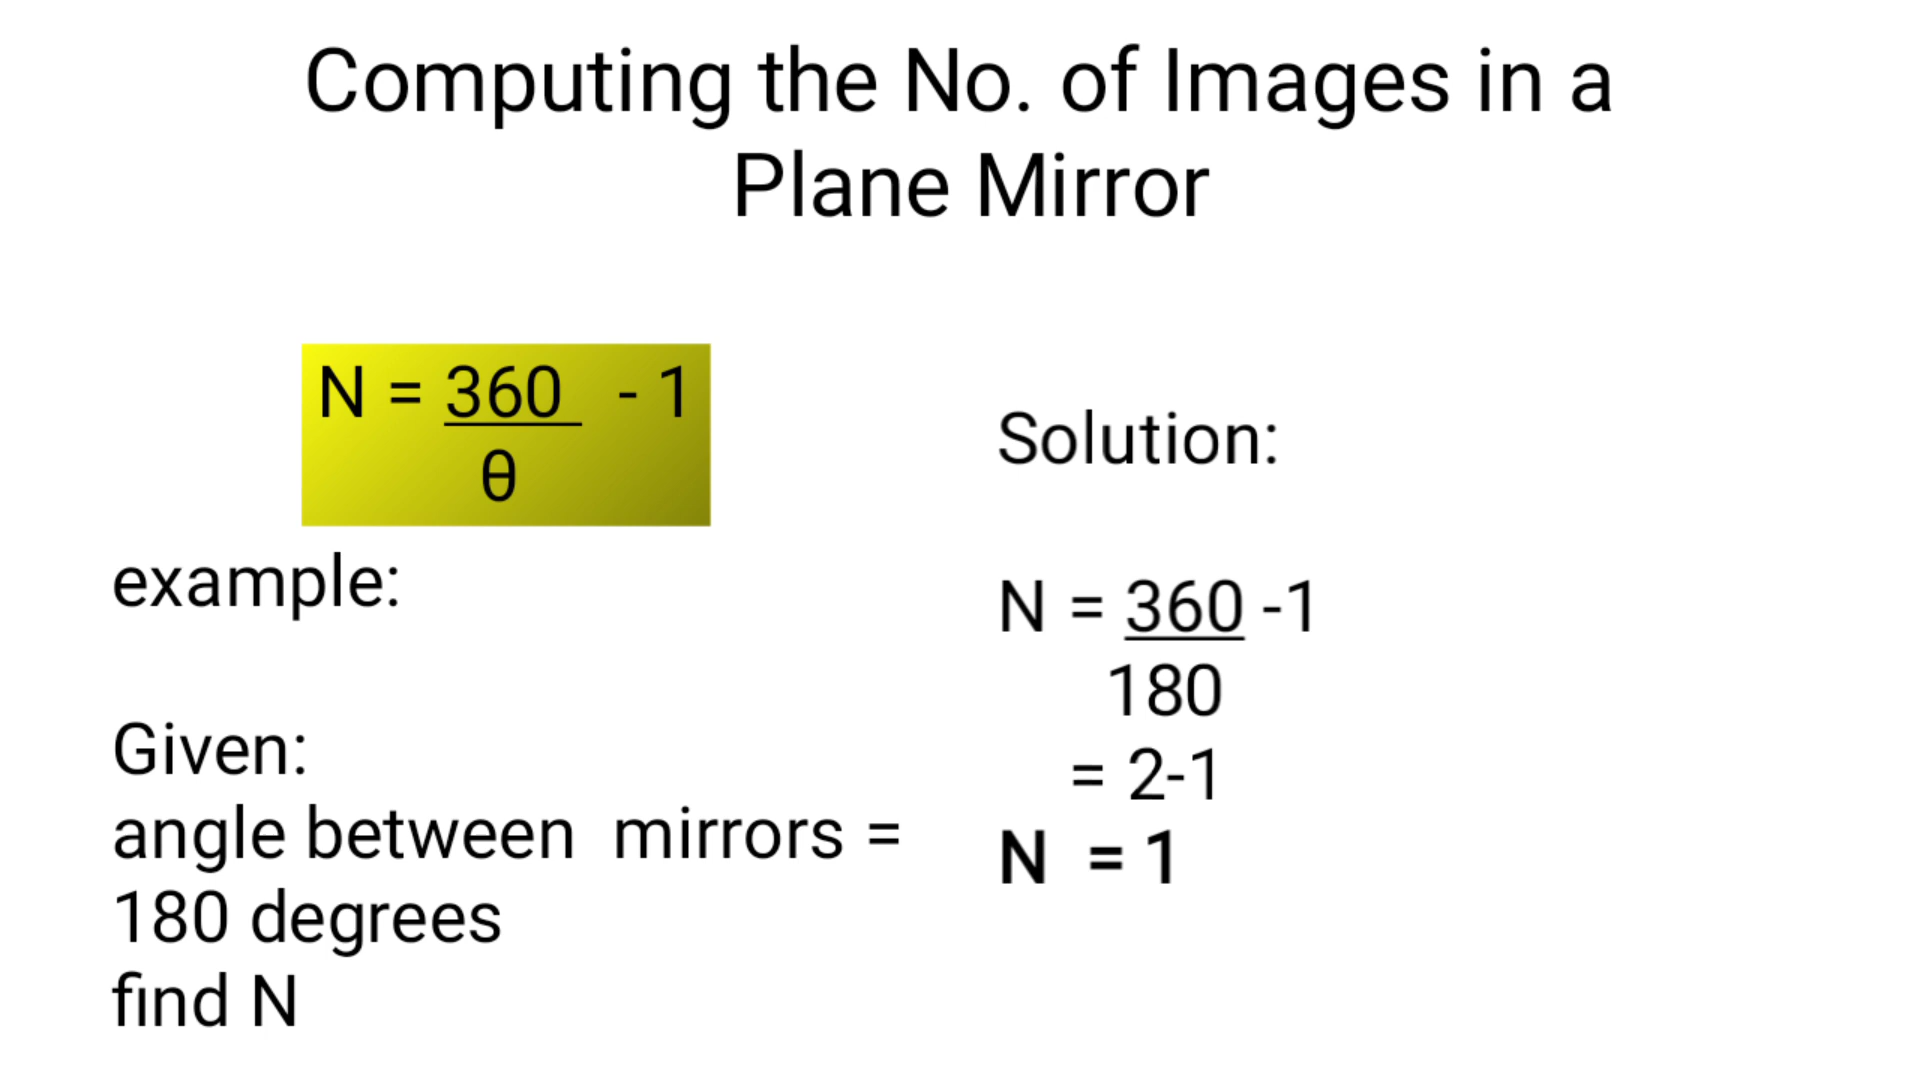 Computing the No. of Images in a
Plane Mirror
N = 360 - 1
θ
example:
Given:
angle between mirrors =
180 degrees
find N
Solution:
N = 360 -1
180
= 2-1
N = 1